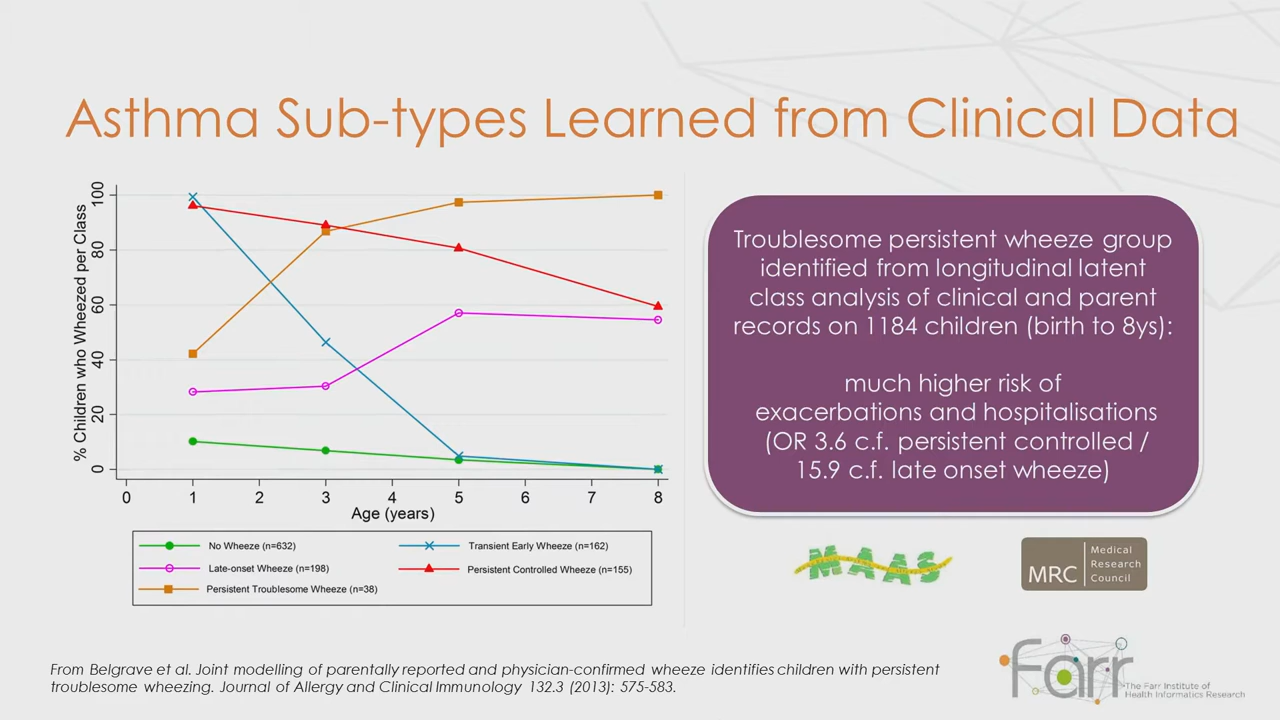 Asthma Sub-types Learned from Clinical Data
% Children who Wheezed per Class
100
80
60
40
20
0
0 1 2 3 4 5 6 7 8
Age (years)
No Wheeze (n=632)
Transient Early Wheeze (n=162)
Late-onset Wheeze (n=198)
Persistent Controlled Wheeze (n=155)
Persistent Troublesome Wheeze (n=38)
Troublesome persistent wheeze group
identified from longitudinal latent
class analysis of clinical and parent
records on 1184 children (birth to 8ys):
much higher risk of
exacerbations and hospitalisations
(OR 3.6 c.f. persistent controlled /
15.9 c.f. late onset wheeze)
MAAS
MRC
Medical
Research
Council
From Belgrave et al. Joint modelling of parentally reported and physician-confirmed wheeze identifies children with persistent
troublesome wheezing. Journal of Allergy and Clinical Immunology 132.3 (2013): 575-583.
Farr
The Farr Institute of
Health Informatics Research